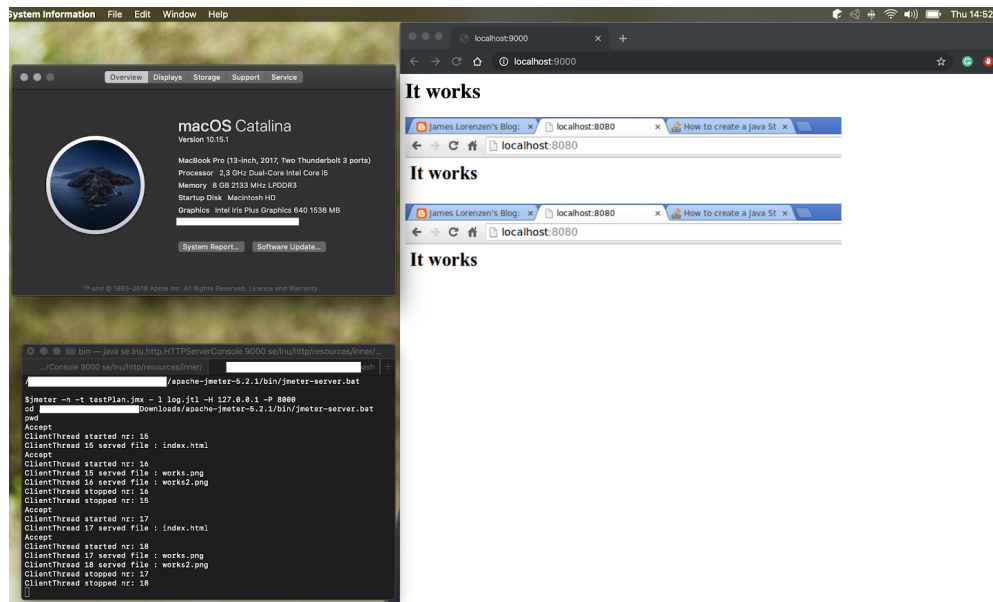 System Information File Edit Window Help
Thu 14:52
Overview Displays Storage Support Service
macOS Catalina
Version 10.15.1
MacBook Pro (13-inch, 2017, Two Thunderbolt 3 ports)
Processor 2,3 GHz Dual-Core Intel Core i5
Memory 8 GB 2133 MHz LPDDR3
Startup Disk Macintosh HD
Graphics Intel Iris Plus Graphics 640 1536 MB
System Report...
Software Update...
™ and © 1983-2019 Apple Inc. All Rights Reserved. Licence and Warranty
bin — java se.lnu.http.HTTPServerConsole 9000 se/lnu/http/resources/inner/...
...rConsole 9000 se/lnu/http/resources/inner/
ash +
/apache-jmeter-5.2.1/bin/jmeter-server.bat
$jmeter -n -t testPlan.jmx - l log.jtl -H 127.0.0.1 -P 8000
cd Downloads/apache-jmeter-5.2.1/bin/jmeter-server.bat
pwd
Accept
ClientThread started nr: 15
ClientThread 15 served file : index.html
Accept
ClientThread started nr: 16
ClientThread 15 served file : works.png
ClientThread 16 served file : works2.png
ClientThread stopped nr: 16
ClientThread stopped nr: 15
Accept
ClientThread started nr: 17
ClientThread 17 served file : index.html
Accept
ClientThread started nr: 18
ClientThread 17 served file : works.png
ClientThread 18 served file : works2.png
ClientThread stopped nr: 17
ClientThread stopped nr: 18
localhost:9000
localhost:9000
It works
James Lorenzen's Blog: localhost:8080 How to create a Java St
localhost:8080
It works
James Lorenzen's Blog: localhost:8080 How to create a Java St
localhost:8080
It works